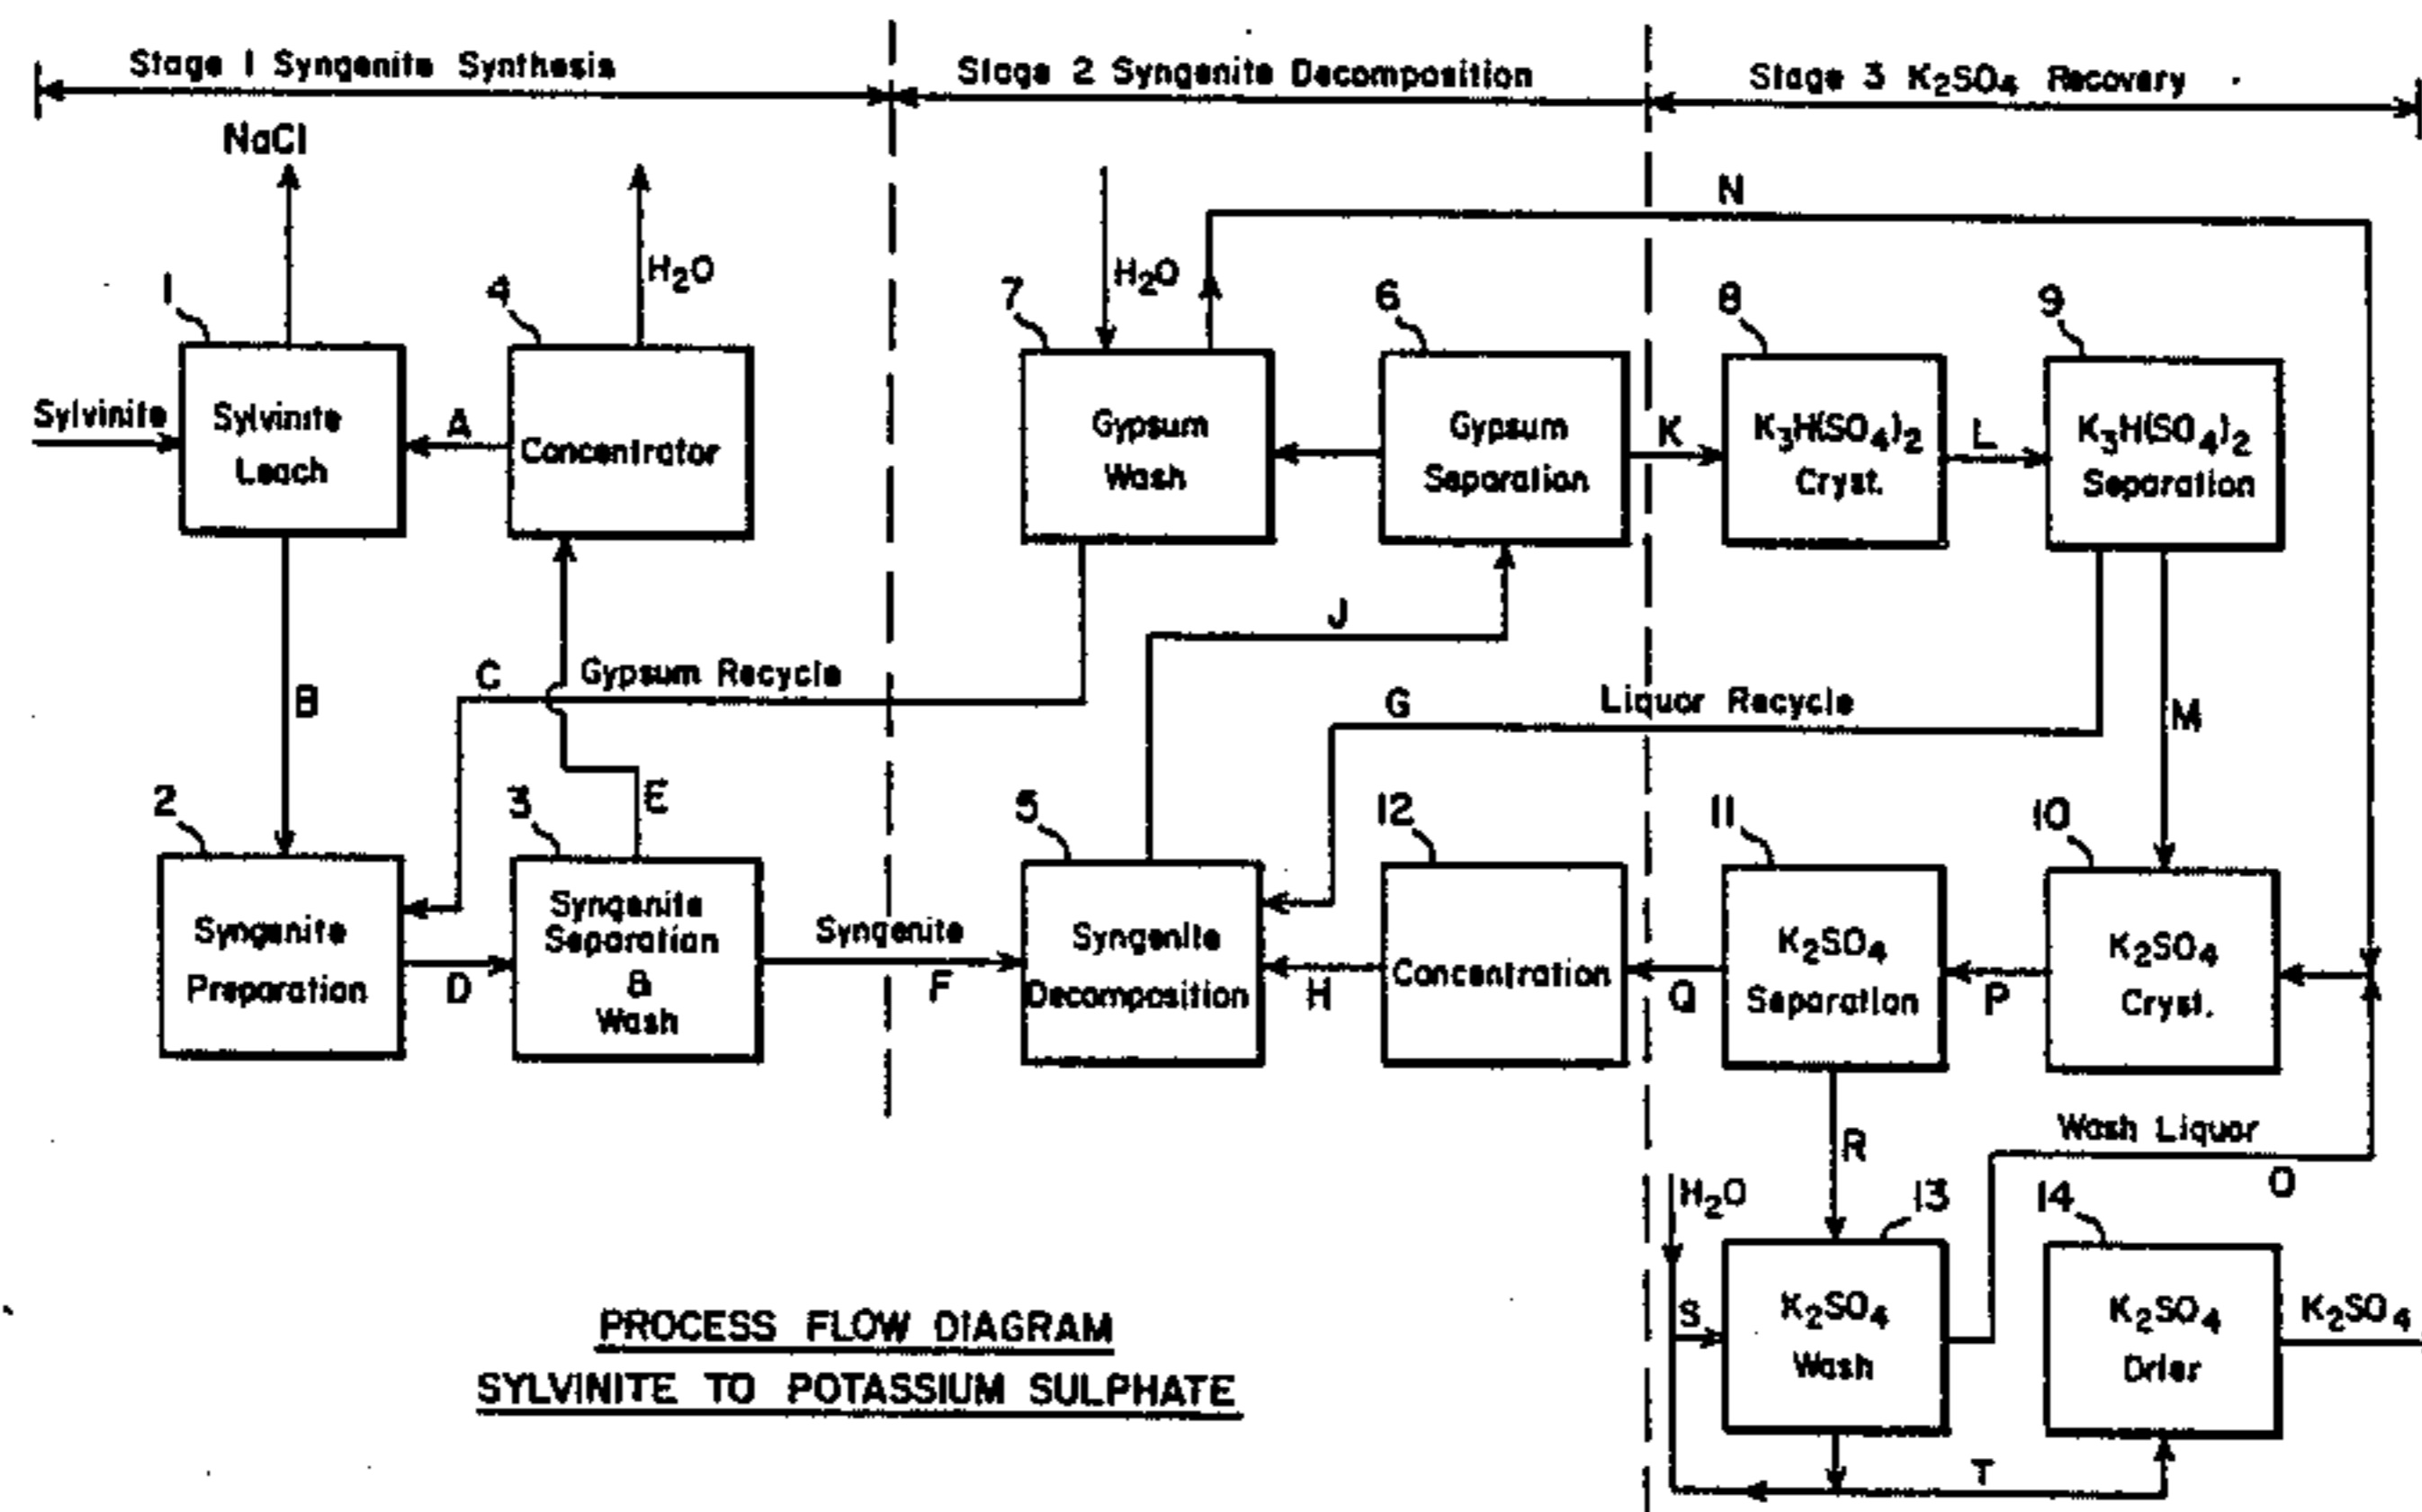 Stage 1 Syngenite Synthesis
Stage 2 Syngenite Decomposition
Stage 3 K₂SO₄ Recovery
NaCl
H₂O
H₂O
N
1
4
7
6
8
9
Sylvinite
Sylvinite
Leach
A
Concentrator
Gypsum
Wash
Gypsum
Separation
K
K₃H(SO₄)₂
Cryst.
L
K₃H(SO₄)₂
Separation
B
C
Gypsum Recycle
J
G
Liquor Recycle
M
2
3
E
5
12
11
10
Syngenite
Preparation
D
Syngenite
Separation
&
Wash
Syngenite
F
Syngenite
Decomposition
H
Concentration
Q
K₂SO₄
Separation
P
K₂SO₄
Cryst.
R
Wash Liquor
O
H₂O
13
14
S
K₂SO₄
Wash
K₂SO₄
Drier
K₂SO₄
T
PROCESS FLOW DIAGRAM
SYLVINITE TO POTASSIUM SULPHATE